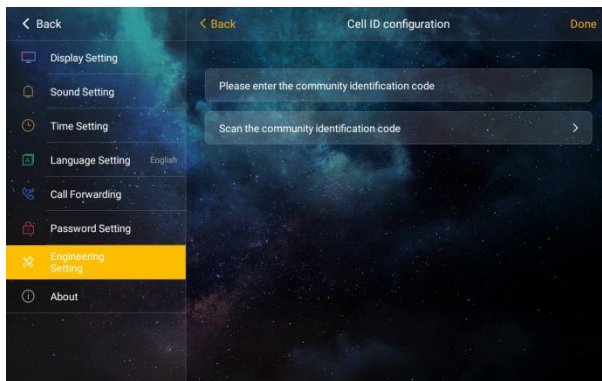 Back
Display Setting
Sound Setting
Time Setting
Language Setting English
Call Forwarding
Password Setting
Engineering
Setting
About
Back Cell ID configuration Done
Please enter the community identification code
Scan the community identification code